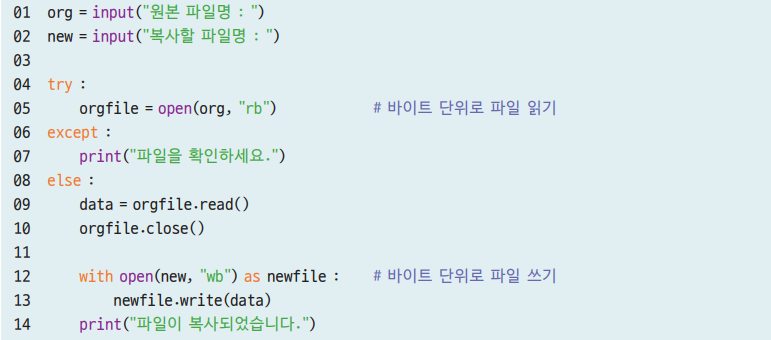 01 org = input("원본 파일명 : ")
02 new = input("복사할 파일명 : ")
03
04 try :
05     orgfile = open(org, "rb")     # 바이트 단위로 파일 읽기
06 except :
07     print("파일을 확인하세요.")
08 else :
09     data = orgfile.read()
10     orgfile.close()
11
12     with open(new, "wb") as newfile :     # 바이트 단위로 파일 쓰기
13         newfile.write(data)
14     print("파일이 복사되었습니다.")